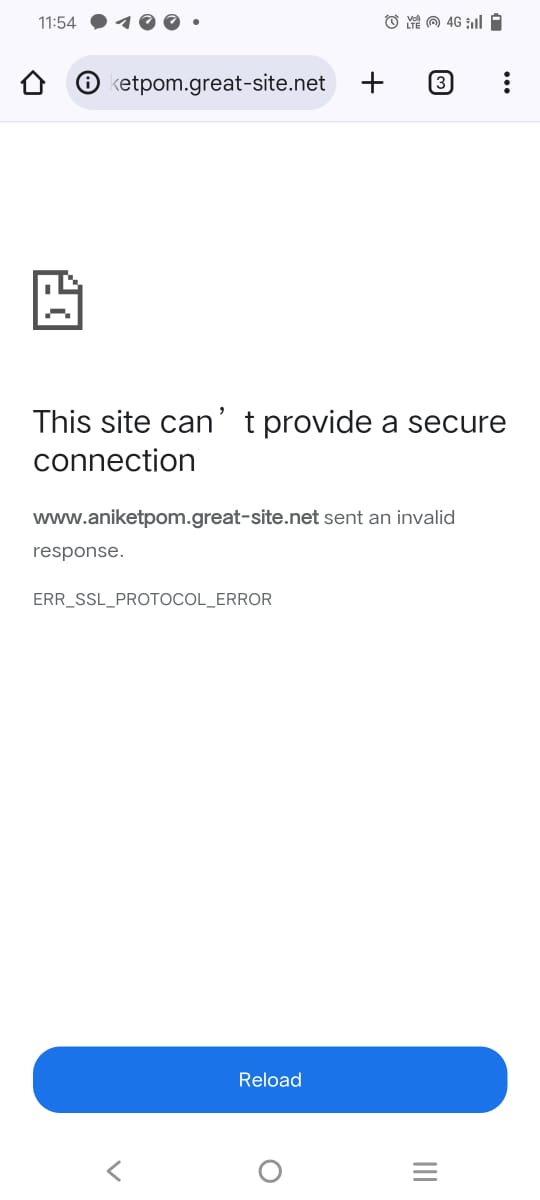 11:54
VoD LTE 4G
ketpom.great-site.net
3
This site can’t provide a secure
connection
www.aniketpom.great-site.net sent an invalid
response.
ERR_SSL_PROTOCOL_ERROR
Reload